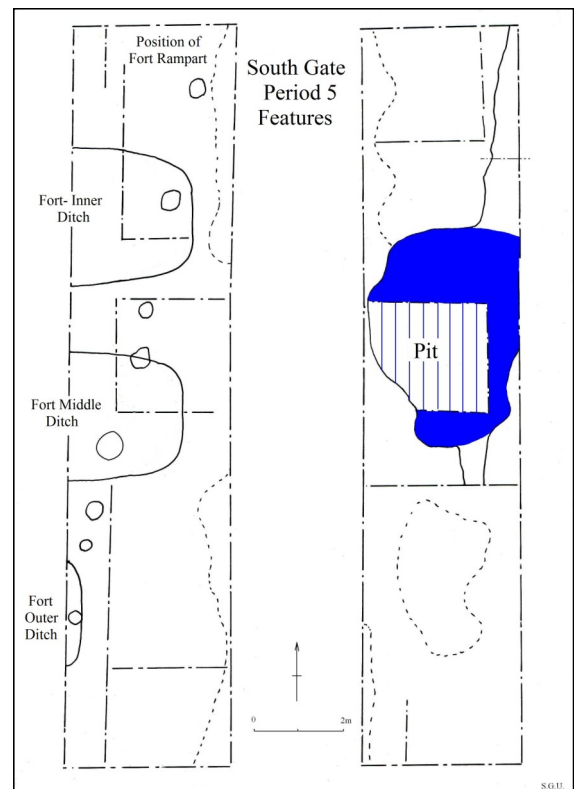 Position of
Fort Rampart
South Gate
Period 5
Features
Fort- Inner
Ditch
Pit
Fort Middle
Ditch
Fort
Outer
Ditch
0
2m
S.G.U.